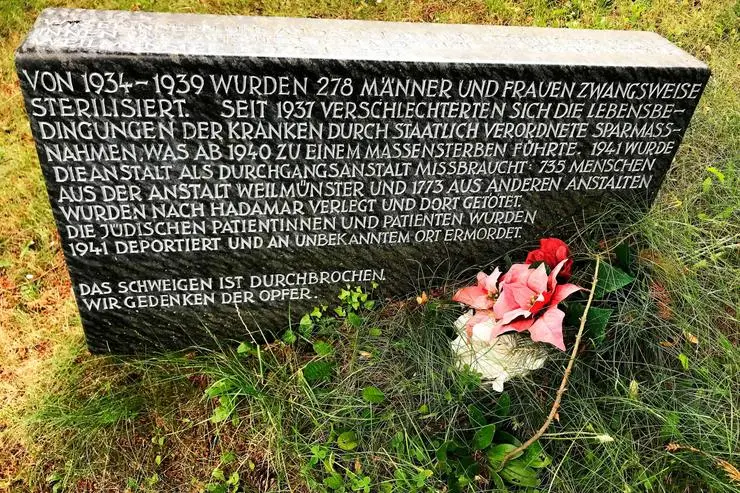 VON 1934–1939 WURDEN 278 MÄNNER UND FRAUEN ZWANGSWEISE
STERILISIERT. SEIT 1937 VERSCHLECHTERTEN SICH DIE LEBENSBE-
DINGUNGEN DER KRANKEN DURCH STAATLICH VERORDNETE SPARMASS-
NAHMEN, WAS AB 1940 ZU EINEM MASSENSTERBEN FÜHRTE. 1941 WURDE
DIE ANSTALT ALS DURCHGANGSANSTALT MISSBRAUCHT: 735 MENSCHEN
AUS DER ANSTALT WEILMÜNSTER UND 1773 AUS ANDEREN ANSTALTEN
WURDEN NACH HADAMAR VERLEGT UND DORT GETÖTET.
DIE JÜDISCHEN PATIENTINNEN UND PATIENTEN WURDEN
1941 DEPORTIERT UND AN UNBEKANNTEM ORT ERMORDET.
DAS SCHWEIGEN IST DURCHBROCHEN.
WIR GEDENKEN DER OPFER.